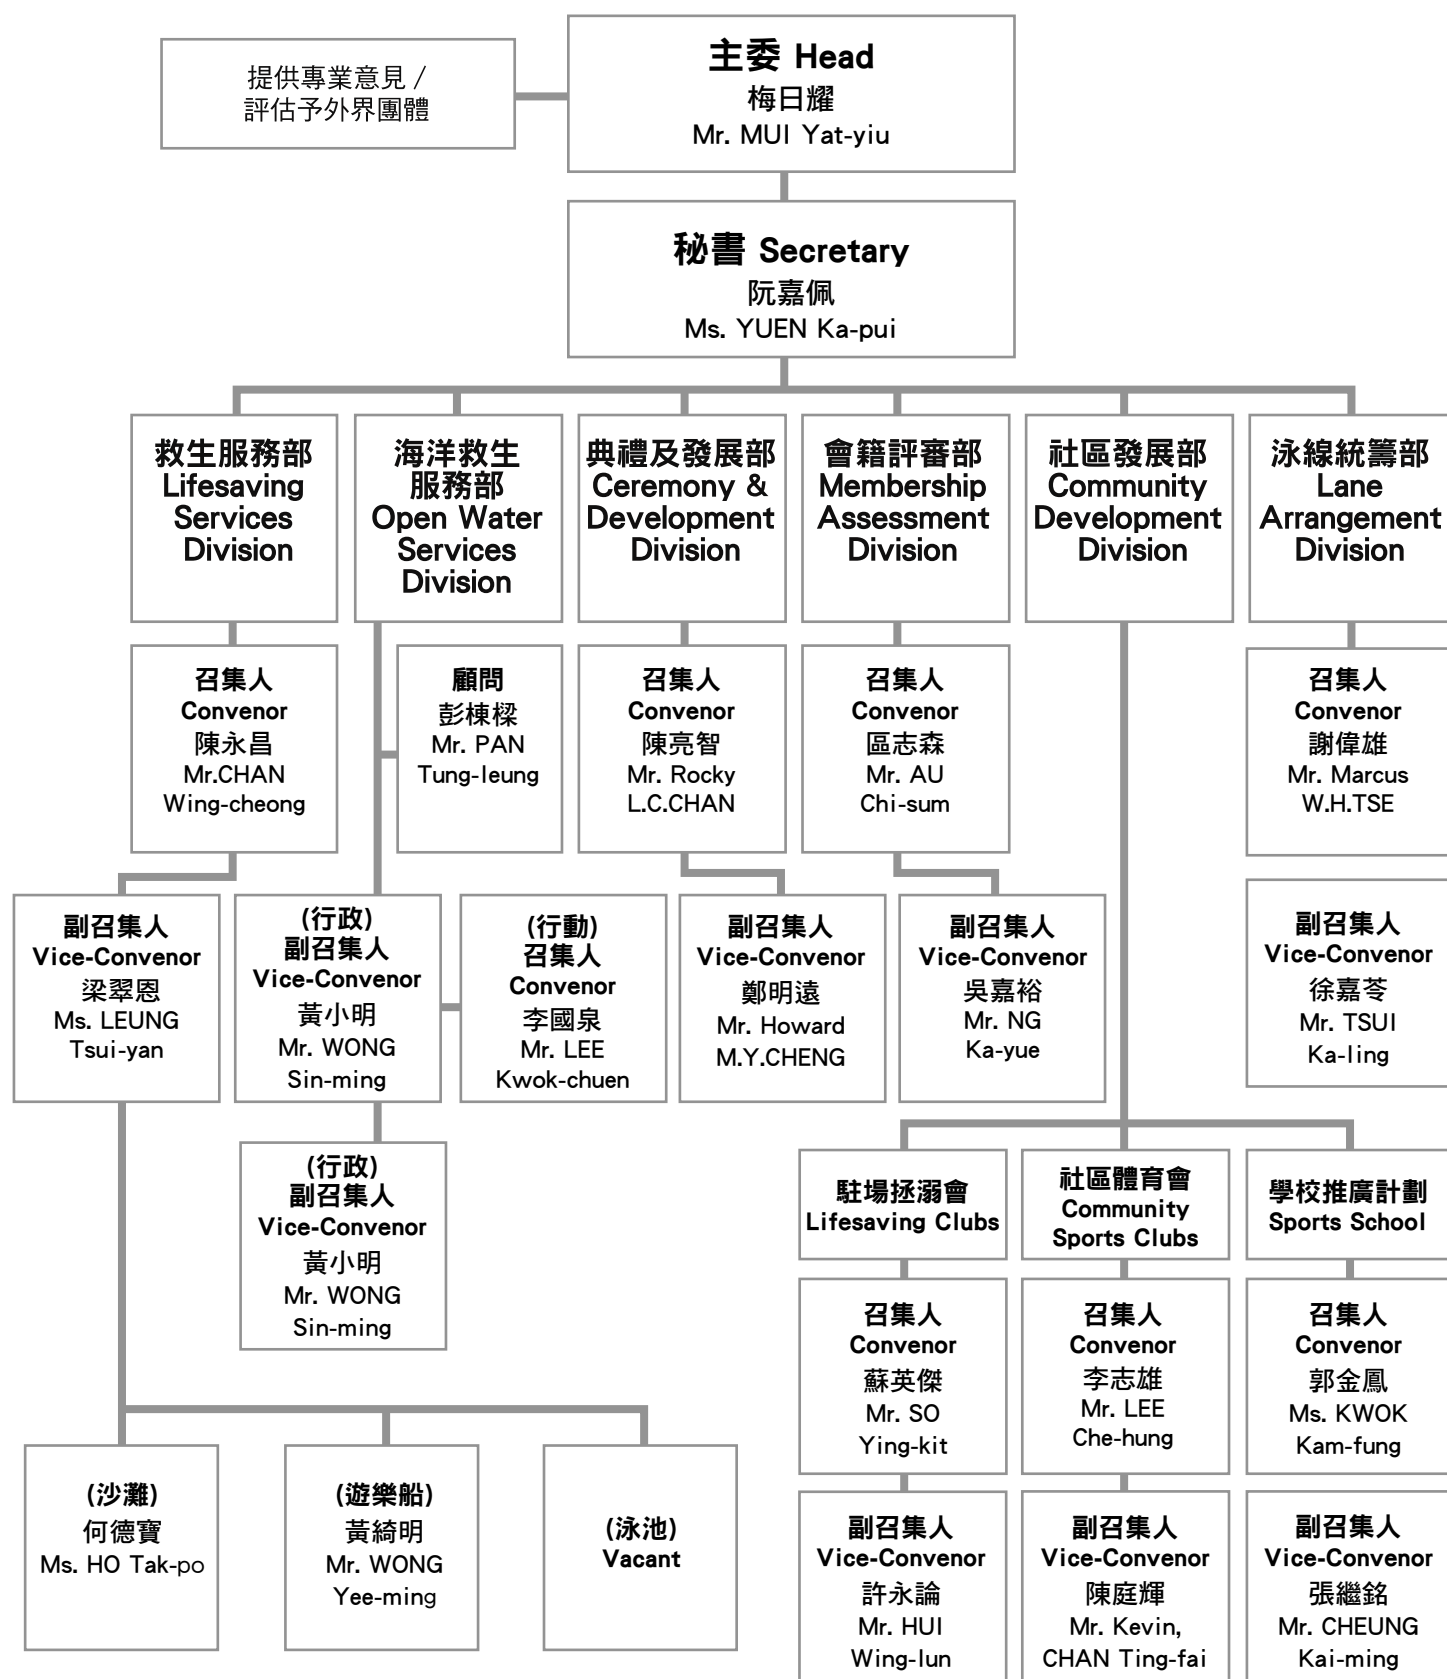 提供專業意見 /
評估予外界團體
主委 Head
梅日耀
Mr. MUI Yat-yiu
秘書 Secretary
阮嘉佩
Ms. YUEN Ka-pui
救生服務部
Lifesaving
Services
Division
海洋救生
服務部
Open Water
Services
Division
典禮及發展部
Ceremony &
Development
Division
會籍評審部
Membership
Assessment
Division
社區發展部
Community
Development
Division
泳線統籌部
Lane
Arrangement
Division
召集人
Convenor
陳永昌
Mr.CHAN
Wing-cheong
顧問
彭棟樑
Mr. PAN
Tung-leung
召集人
Convenor
陳亮智
Mr. Rocky
L.C.CHAN
召集人
Convenor
區志森
Mr. AU
Chi-sum
召集人
Convenor
謝偉雄
Mr. Marcus
W.H.TSE
副召集人
Vice-Convenor
梁翠恩
Ms. LEUNG
Tsui-yan
(行政)
副召集人
Vice-Convenor
黃小明
Mr. WONG
Sin-ming
(行動)
召集人
Convenor
李國泉
Mr. LEE
Kwok-chuen
副召集人
Vice-Convenor
鄭明遠
Mr. Howard
M.Y.CHENG
副召集人
Vice-Convenor
吳嘉裕
Mr. NG
Ka-yue
副召集人
Vice-Convenor
徐嘉苓
Mr. TSUI
Ka-ling
(行政)
副召集人
Vice-Convenor
黃小明
Mr. WONG
Sin-ming
駐場拯溺會
Lifesaving Clubs
社區體育會
Community
Sports Clubs
學校推廣計劃
Sports School
召集人
Convenor
蘇英傑
Mr. SO
Ying-kit
召集人
Convenor
李志雄
Mr. LEE
Che-hung
召集人
Convenor
郭金鳳
Ms. KWOK
Kam-fung
(沙灘)
何德寶
Ms. HO Tak-po
(遊樂船)
黃綺明
Mr. WONG
Yee-ming
(泳池)
Vacant
副召集人
Vice-Convenor
許永論
Mr. HUI
Wing-lun
副召集人
Vice-Convenor
陳庭輝
Mr. Kevin,
CHAN Ting-fai
副召集人
Vice-Convenor
張繼銘
Mr. CHEUNG
Kai-ming